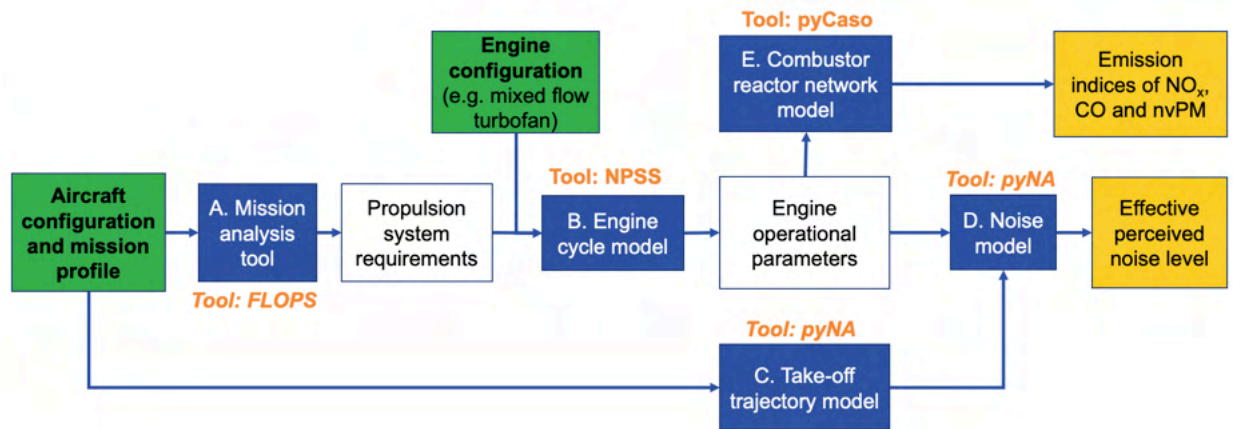 Tool: pyCaso
Engine
configuration
(e.g. mixed flow
turbofan)
E. Combustor
reactor network
model
Emission
indices of NOx,
CO and nvPM
Aircraft
configuration
and mission
profile
A. Mission
analysis
tool
Tool: FLOPS
Propulsion
system
requirements
Tool: NPSS
B. Engine
cycle model
Engine
operational
parameters
Tool: pyNA
D. Noise
model
Effective
perceived
noise level
Tool: pyNA
C. Take-off
trajectory model